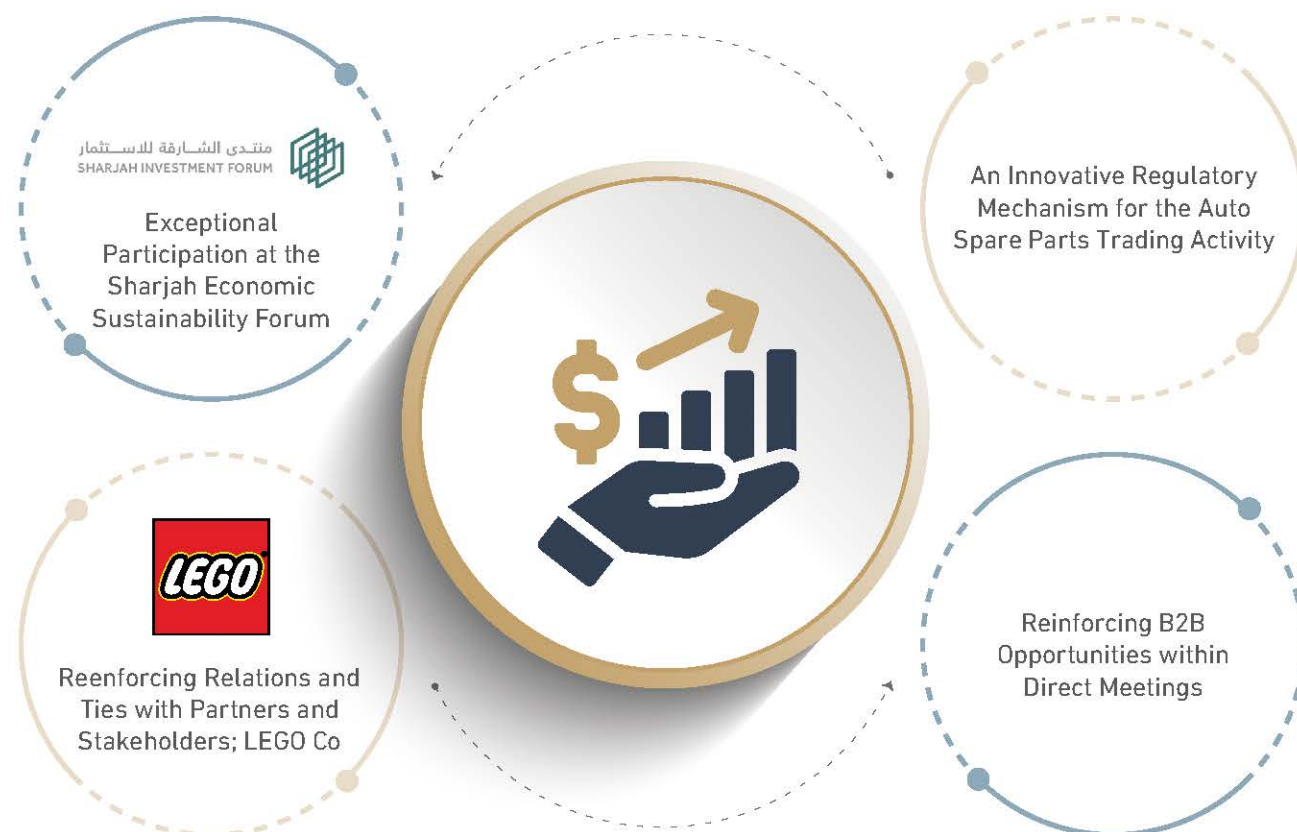 منتدى الشارقة للاستثمار
SHARJAH INVESTMENT FORUM
Exceptional
Participation at the
Sharjah Economic
Sustainability Forum
An Innovative Regulatory
Mechanism for the Auto
Spare Parts Trading Activity
$
LEGO
Reenforcing Relations and
Ties with Partners and
Stakeholders; LEGO Co
Reinforcing B2B
Opportunities within
Direct Meetings